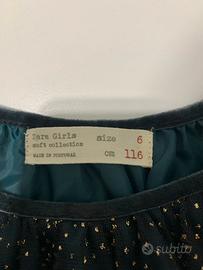 Zara Girls
soft collection
MADE IN PORTUGAL
size 6
cm 116
subito